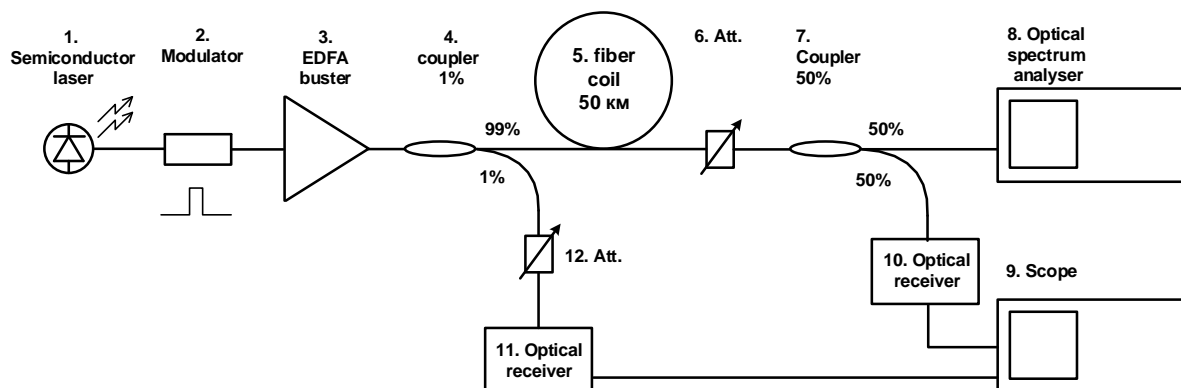 1.
Semiconductor
laser
2.
Modulator
3.
EDFA
buster
4.
coupler
1%
5. fiber
coil
50 км
6. Att.
7.
Coupler
50%
8. Optical
spectrum
analyser
99%
1%
50%
50%
12. Att.
10. Optical
receiver
9. Scope
11. Optical
receiver